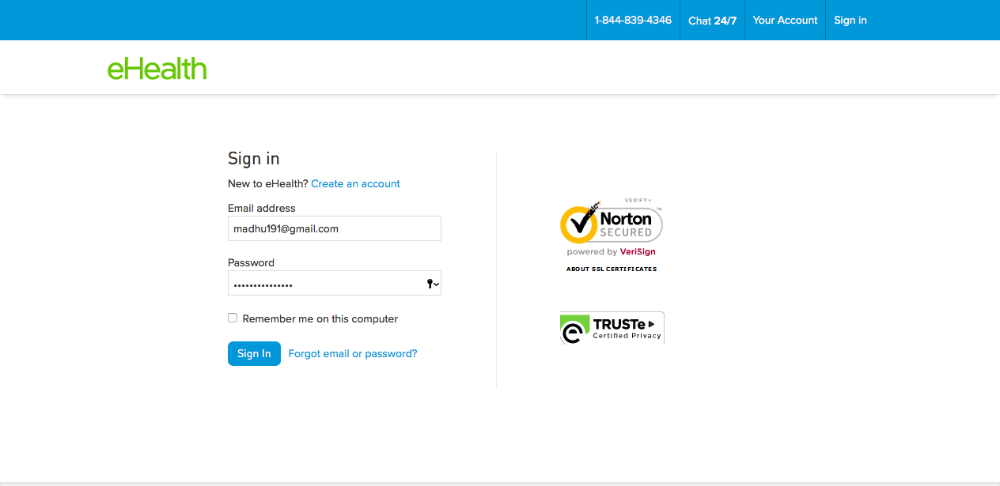 1-844-839-4346 Chat 24/7 Your Account Sign in
eHealth
Sign in
New to eHealth? Create an account
Email address
madhu191@gmail.com
Password
•••••••••••••••
Remember me on this computer
Sign In Forgot email or password?
VERIFY▸
Norton™
SECURED
powered by VeriSign
ABOUT SSL CERTIFICATES
e TRUSTe▸
Certified Privacy